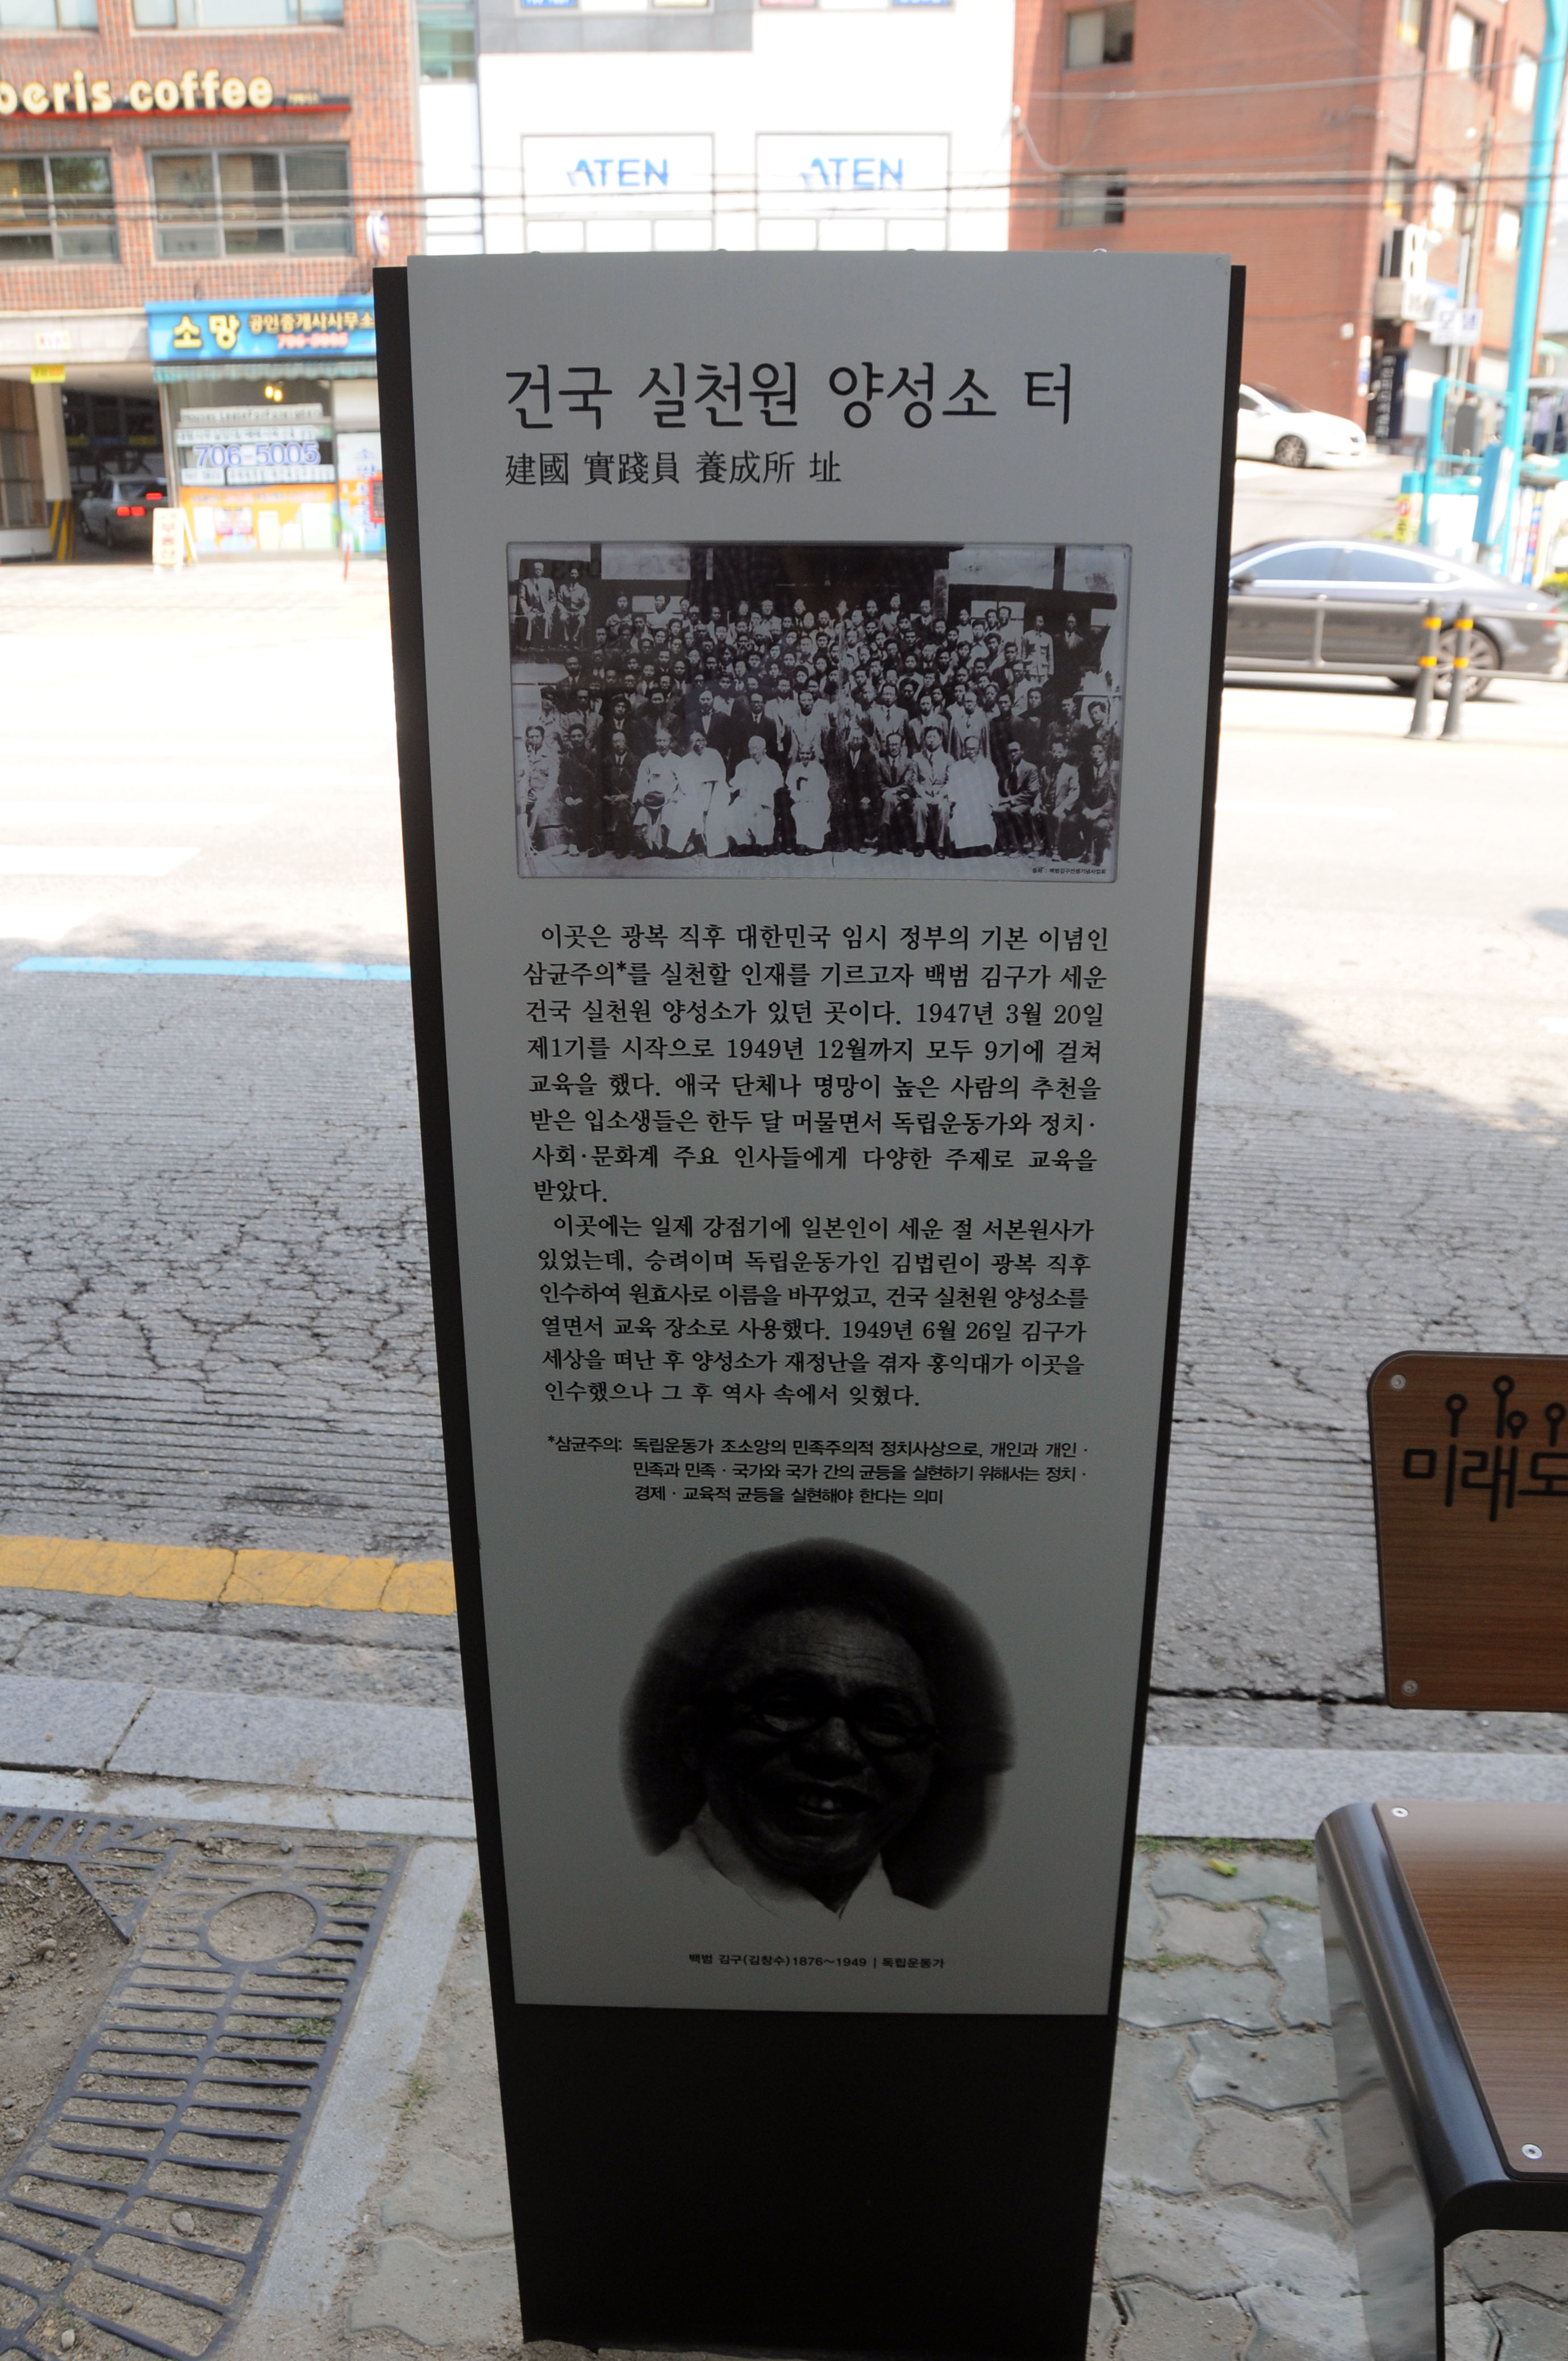 beris coffee
ATEN
ATEN
소망 공인중개사사무소
706-5005
706-5005
건국 실천원 양성소 터
建國 實踐員 養成所 址
출처 : 백범김구선생기념사업회
이곳은 광복 직후 대한민국 임시 정부의 기본 이념인
삼균주의*를 실천할 인재를 기르고자 백범 김구가 세운
건국 실천원 양성소가 있던 곳이다. 1947년 3월 20일
제1기를 시작으로 1949년 12월까지 모두 9기에 걸쳐
교육을 했다. 애국 단체나 명망이 높은 사람의 추천을
받은 입소생들은 한두 달 머물면서 독립운동가와 정치·
사회·문화계 주요 인사들에게 다양한 주제로 교육을
받았다.
이곳에는 일제 강점기에 일본인이 세운 절 서본원사가
있었는데, 승려이며 독립운동가인 김법린이 광복 직후
인수하여 원효사로 이름을 바꾸었고, 건국 실천원 양성소를
열면서 교육 장소로 사용했다. 1949년 6월 26일 김구가
세상을 떠난 후 양성소가 재정난을 겪자 홍익대가 이곳을
인수했으나 그 후 역사 속에서 잊혔다.
*삼균주의: 독립운동가 조소앙의 민족주의적 정치사상으로, 개인과 개인 ·
민족과 민족 · 국가와 국가 간의 균등을 실현하기 위해서는 정치 ·
경제 · 교육적 균등을 실현해야 한다는 의미
백범 김구(김창수)1876~1949 | 독립운동가
미래도